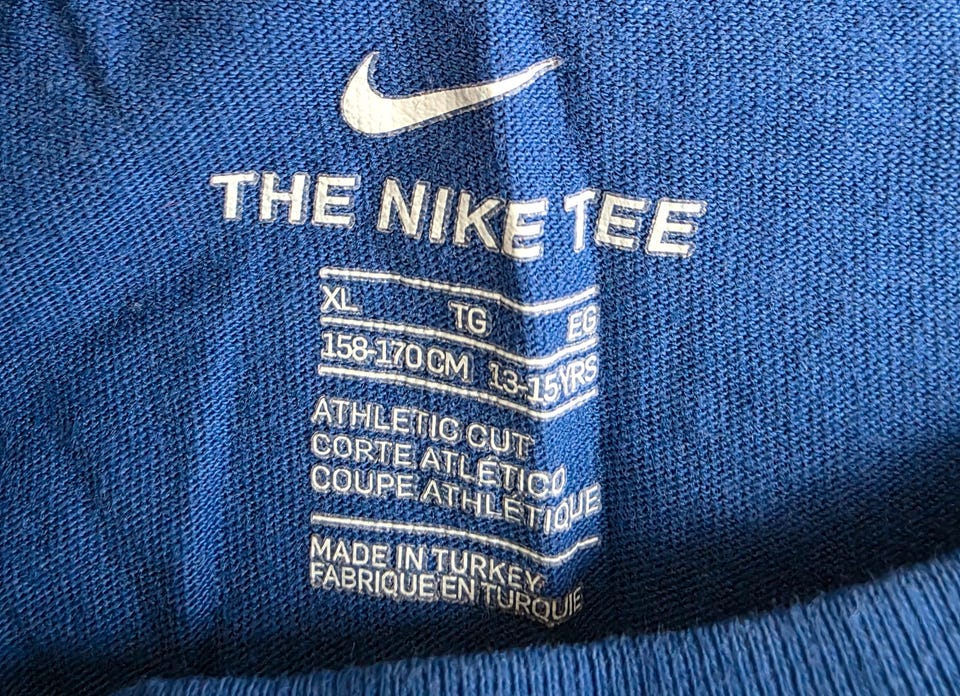 THE NIKE TEE
XL TG EG
158-170 CM 13-15 YRS
ATHLETIC CUT
CORTE ATLÉTICO
COUPE ATHLÉTIQUE
MADE IN TURKEY
FABRIQUE EN TURQUIE